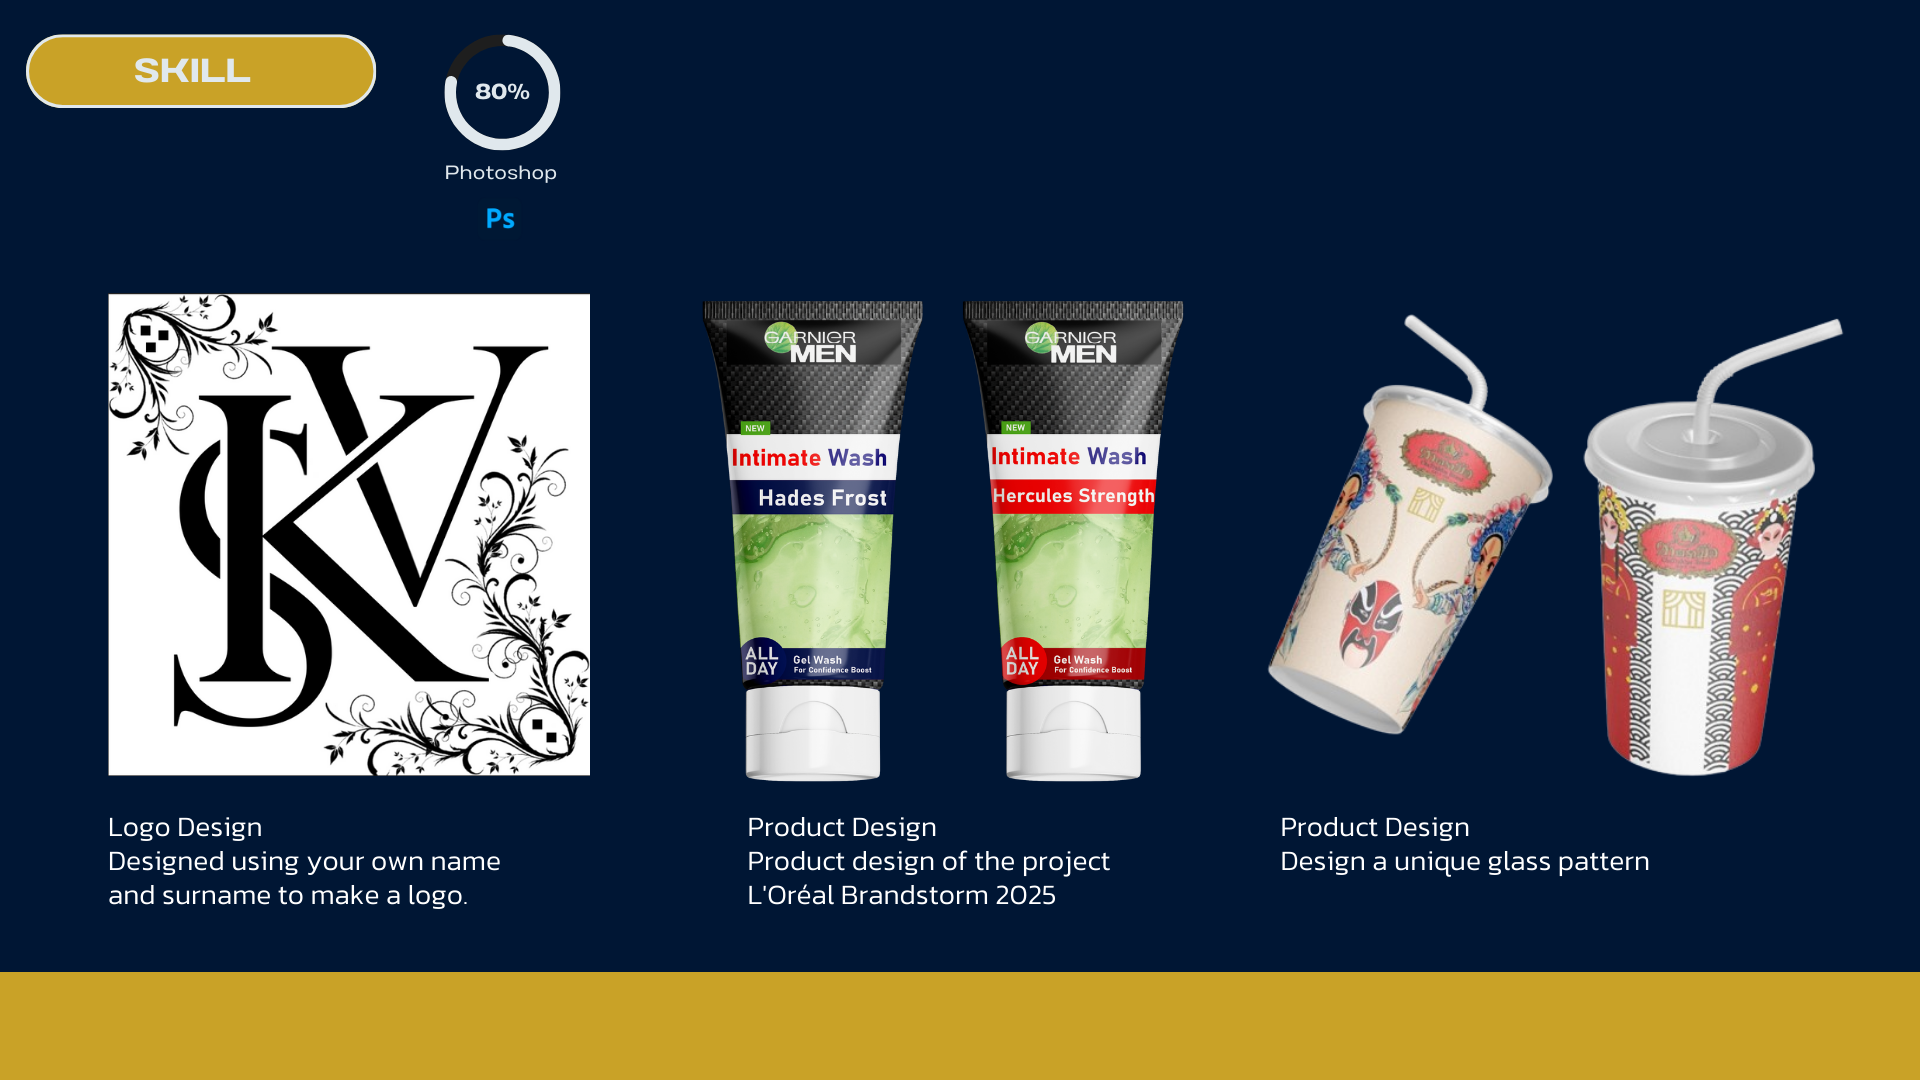 SKILL
80%
Photoshop
Ps
SKV
GARNIER
MEN
NEW
Intimate Wash
Hades Frost
ALL
DAY
Gel Wash
For Confidence Boost
GARNIER
MEN
NEW
Intimate Wash
Hercules Strength
ALL
DAY
Gel Wash
For Confidence Boost
Logo Design
Designed using your own name
and surname to make a logo.
Product Design
Product design of the project
L'Oréal Brandstorm 2025
Product Design
Design a unique glass pattern